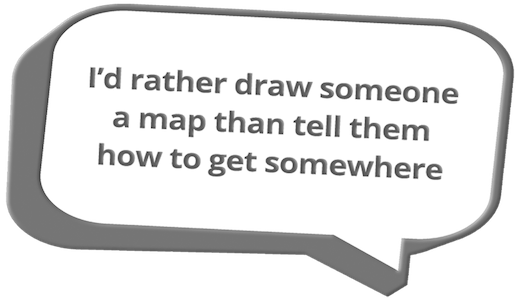 I’d rather draw someone
a map than tell them
how to get somewhere